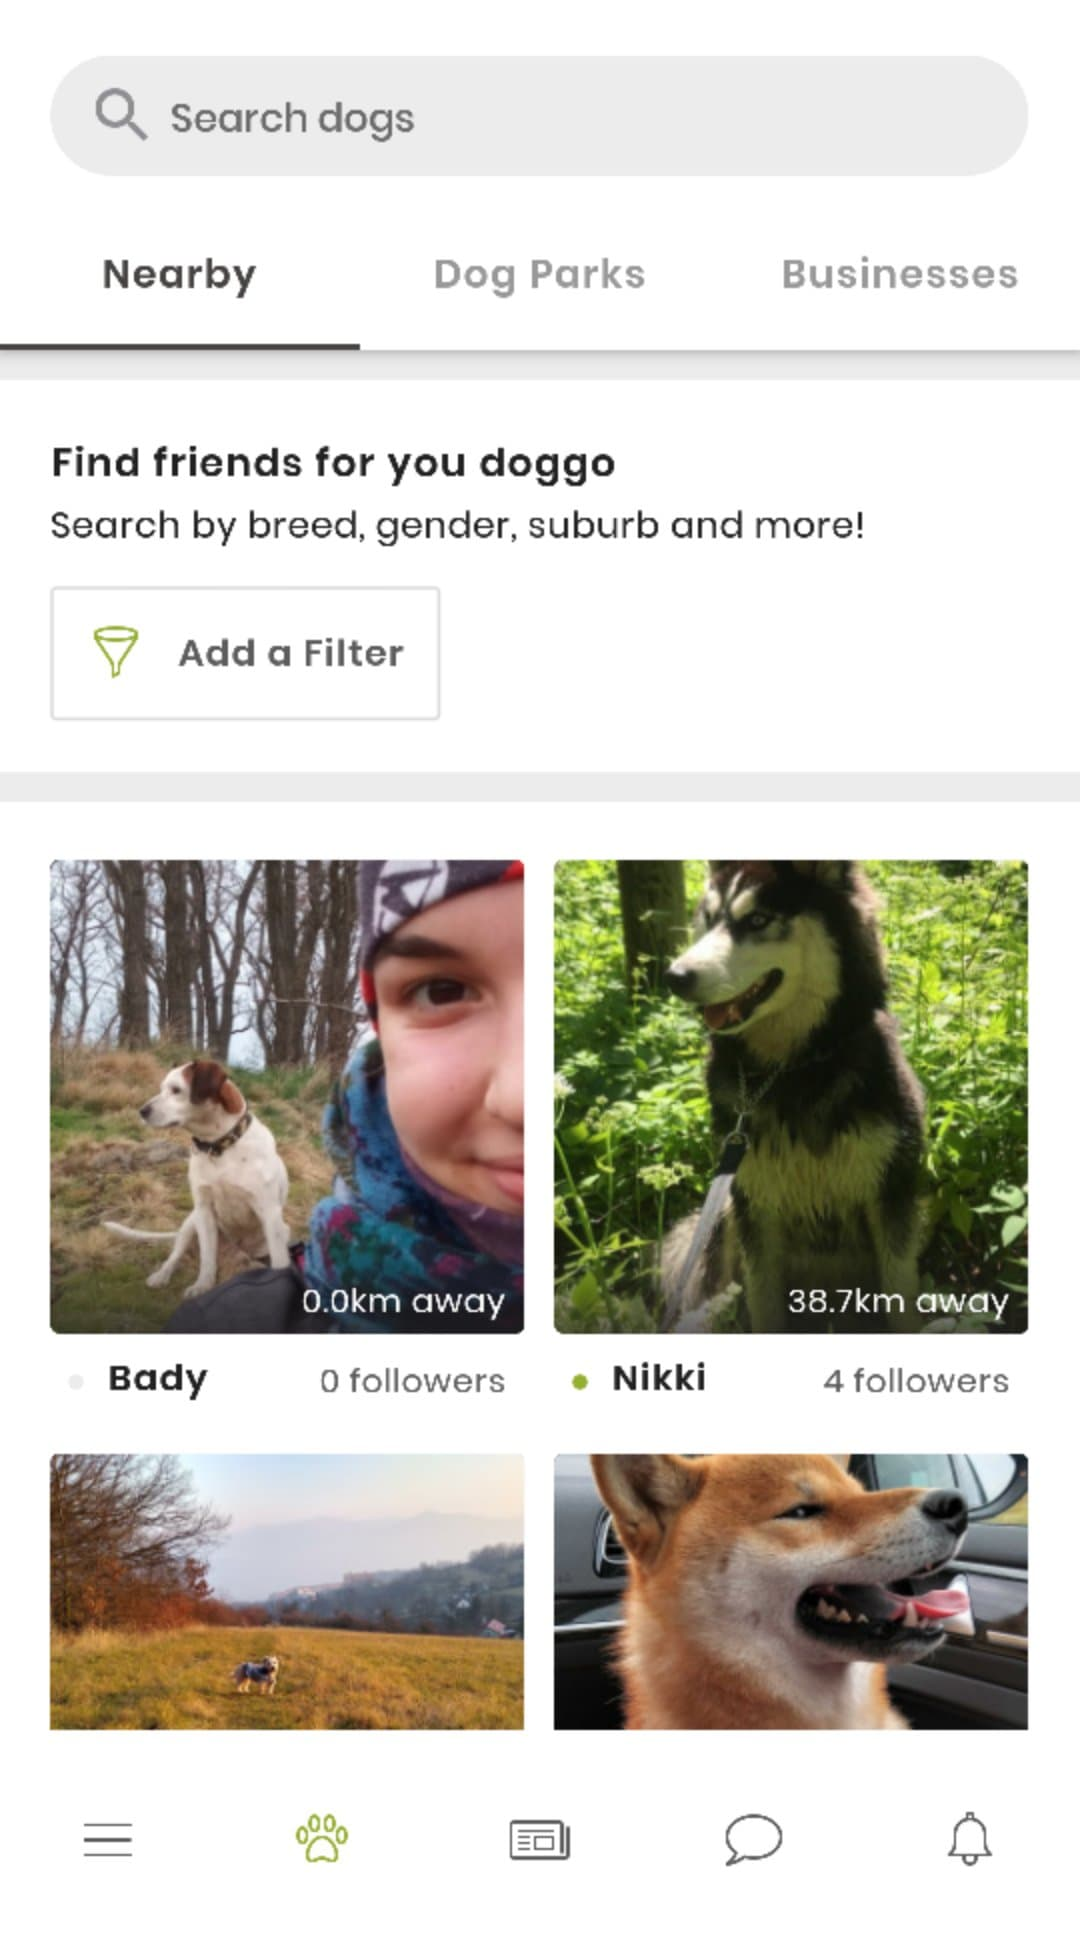 Search dogs
Nearby Dog Parks Businesses
Find friends for you doggo
Search by breed, gender, suburb and more!
Add a Filter
0.0km away 38.7km away
Bady 0 followers Nikki 4 followers